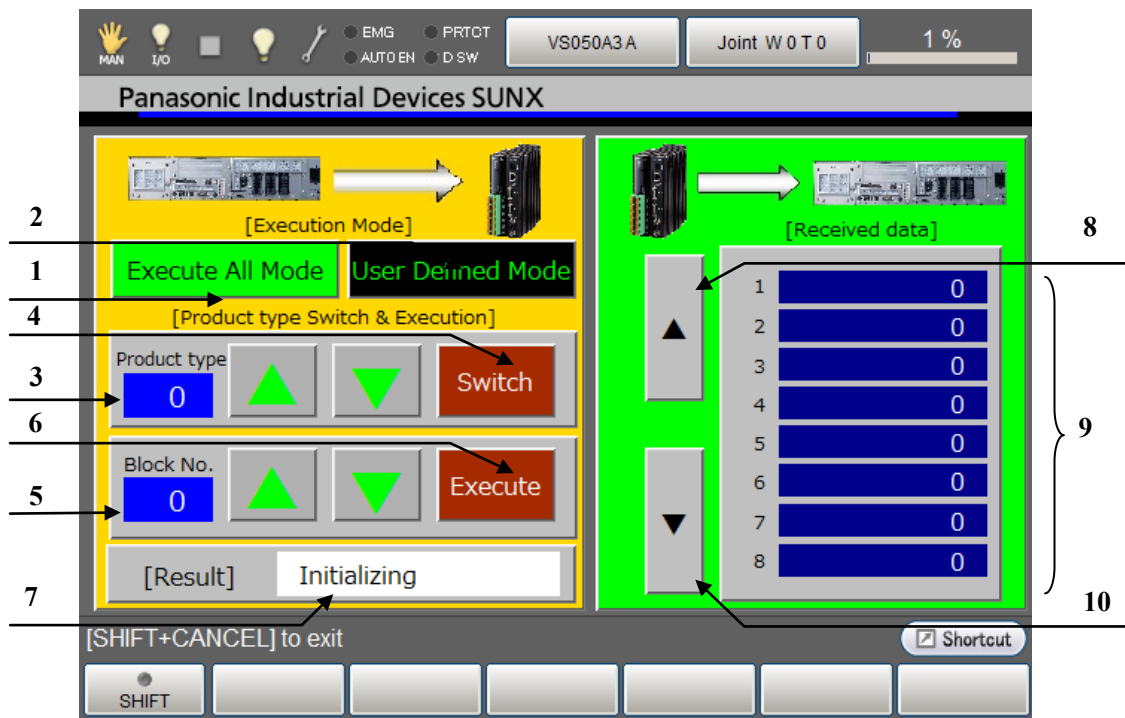 MAN I/O EMG PRTCT
AUTO EN D SW
VS050A3 A
Joint W 0 T 0
1 %
Panasonic Industrial Devices SUNX
2
[Execution Mode]
1
Execute All Mode
User Defined Mode
4
[Product type Switch & Execution]
3
Product type
0
▲
▼
Switch
6
5
Block No.
0
▲
▼
Execute
7
[Result]
Initializing
8
[Received data]
▲
▼
1 0
2 0
3 0
4 0
5 0
6 0
7 0
8 0
9
10
[SHIFT+CANCEL] to exit
Shortcut
SHIFT